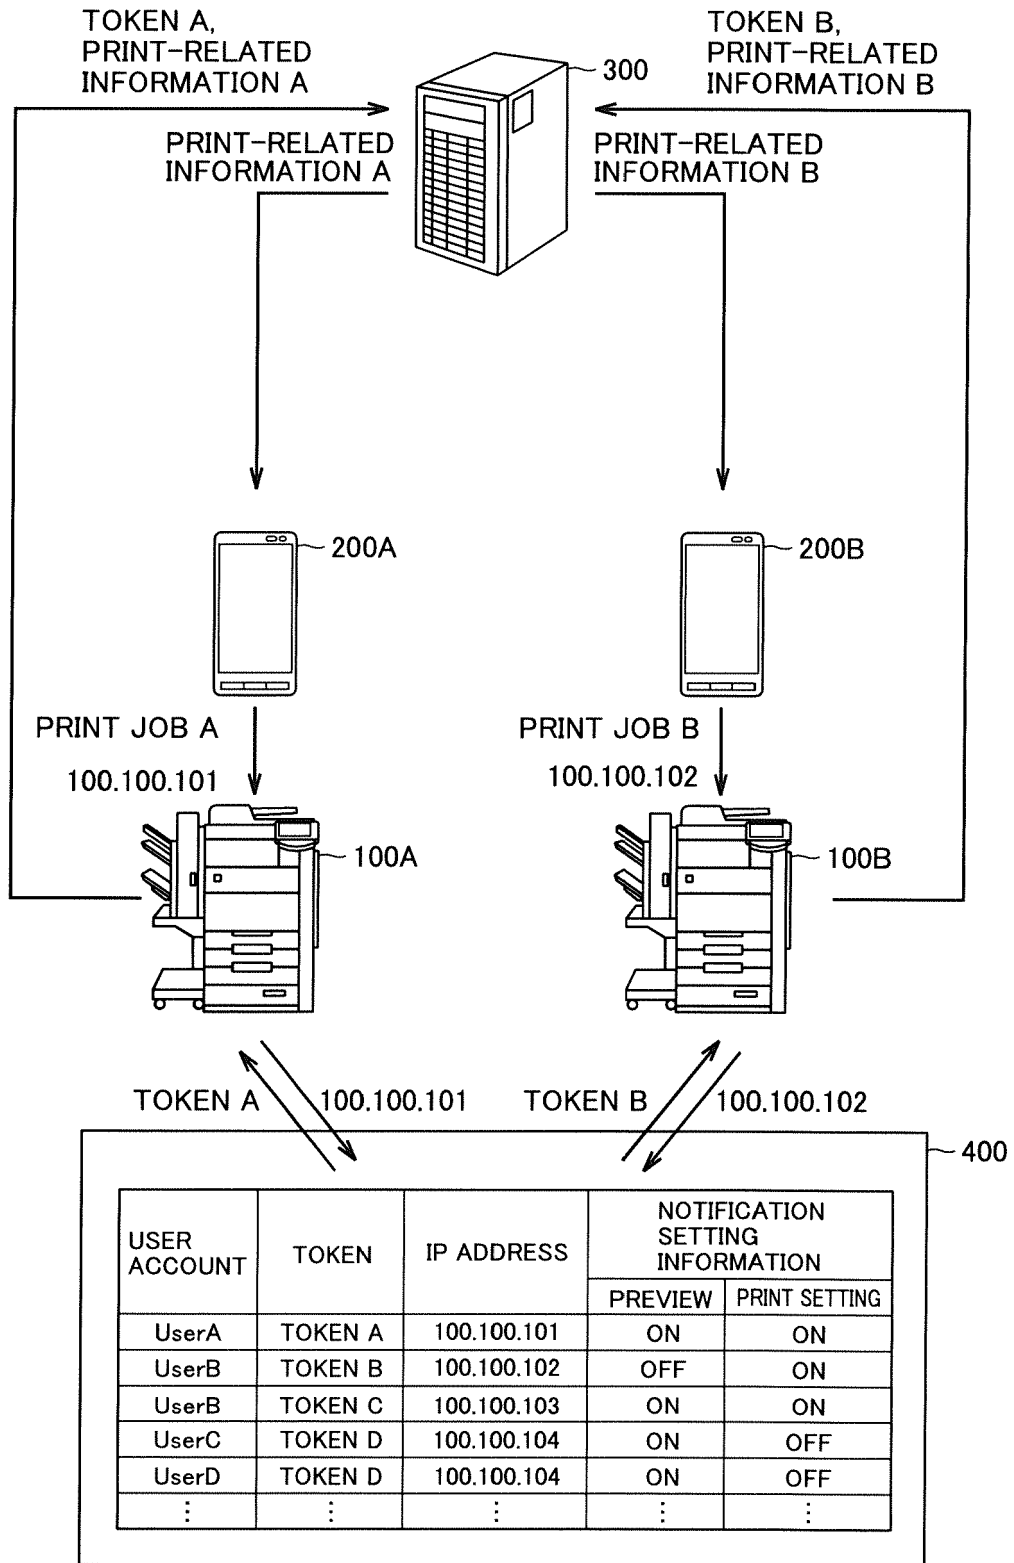 TOKEN A,
PRINT-RELATED
INFORMATION A
TOKEN B,
PRINT-RELATED
INFORMATION B
300
PRINT-RELATED
INFORMATION A
PRINT-RELATED
INFORMATION B
200A
200B
PRINT JOB A
PRINT JOB B
100.100.101
100.100.102
100A
100B
TOKEN A
100.100.101
TOKEN B
100.100.102
400
USER
ACCOUNT
TOKEN
IP ADDRESS
NOTIFICATION
SETTING
INFORMATION
PREVIEW PRINT SETTING
UserA TOKEN A 100.100.101 ON ON
UserB TOKEN B 100.100.102 OFF ON
UserB TOKEN C 100.100.103 ON ON
UserC TOKEN D 100.100.104 ON OFF
UserD TOKEN D 100.100.104 ON OFF
⋮ ⋮ ⋮ ⋮ ⋮